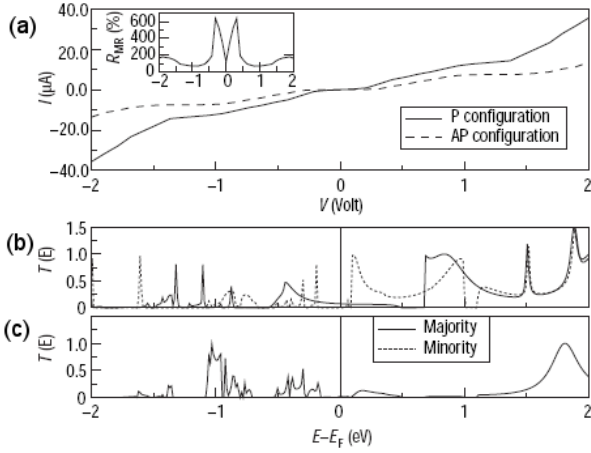 (a)
40.0
20.0
0.0
-20.0
-40.0
I (μA)
R_MR (%)
600
400
200
0
-2 -1 0 1 2
P configuration
AP configuration
-2 -1 0 1 2
V (Volt)
(b)
T (E)
1.5
1.0
0.5
0
(c)
T (E)
1.0
0.5
0
Majority
Minority
-2 -1 0 1 2
E–E_F (eV)